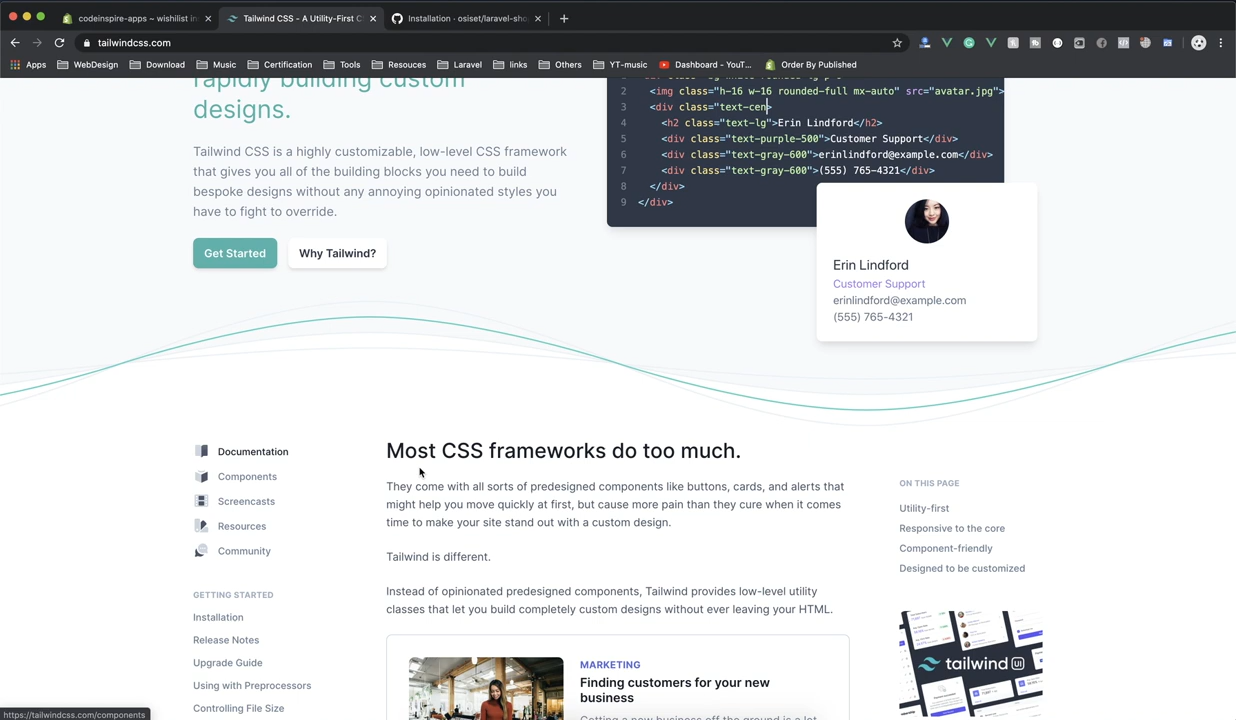 codeinspire-apps ~ wishilist in
Tailwind CSS - A Utility-First C
Installation · osiset/laravel-sho
tailwindcss.com
Apps
WebDesign
Download
Music
Certification
Tools
Resouces
Laravel
links
Others
YT-music
Dashboard - YouT...
Order By Published
rapidly building custom
designs.
Tailwind CSS is a highly customizable, low-level CSS framework
that gives you all of the building blocks you need to build
bespoke designs without any annoying opinionated styles you
have to fight to override.
Get Started
Why Tailwind?
2 <img class="h-16 w-16 rounded-full mx-auto" src="avatar.jpg">
3 <div class="text-cen>
4 <h2 class="text-lg">Erin Lindford</h2>
5 <div class="text-purple-500">Customer Support</div>
6 <div class="text-gray-600">erinlindford@example.com</div>
7 <div class="text-gray-600">(555) 765-4321</div>
8 </div>
9 </div>
Erin Lindford
Customer Support
erinlindford@example.com
(555) 765-4321
Documentation
Components
Screencasts
Resources
Community
GETTING STARTED
Installation
Release Notes
Upgrade Guide
Using with Preprocessors
Controlling File Size
Most CSS frameworks do too much.
They come with all sorts of predesigned components like buttons, cards, and alerts that
might help you move quickly at first, but cause more pain than they cure when it comes
time to make your site stand out with a custom design.
Tailwind is different.
Instead of opinionated predesigned components, Tailwind provides low-level utility
classes that let you build completely custom designs without ever leaving your HTML.
MARKETING
Finding customers for your new
business
Getting a new business off the ground is a lot
ON THIS PAGE
Utility-first
Responsive to the core
Component-friendly
Designed to be customized
tailwind UI
https://tailwindcss.com/components